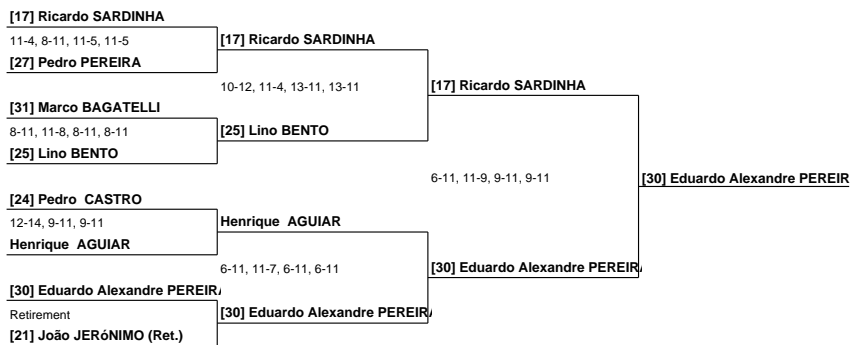 [17] Ricardo SARDINHA
11-4, 8-11, 11-5, 11-5
[27] Pedro PEREIRA
[31] Marco BAGATELLI
8-11, 11-8, 8-11, 8-11
[25] Lino BENTO
[24] Pedro CASTRO
12-14, 9-11, 9-11
Henrique AGUIAR
[30] Eduardo Alexandre PEREIRA
Retirement
[21] João JERóNIMO (Ret.)
[17] Ricardo SARDINHA
10-12, 11-4, 13-11, 13-11
[25] Lino BENTO
Henrique AGUIAR
6-11, 11-7, 6-11, 6-11
[30] Eduardo Alexandre PEREIRA
[17] Ricardo SARDINHA
6-11, 11-9, 9-11, 9-11
[30] Eduardo Alexandre PEREIRA
[30] Eduardo Alexandre PEREIR